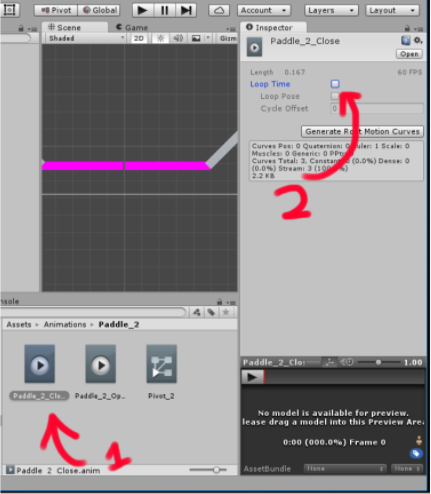 Pivot Global Account Layers Layout
Scene Game Inspector
Shaded 2D Gizm
Paddle_2_Close
Open
Length 0.167 60 FPS
Loop Time
Loop Pose
Cycle Offset 0
Generate Root Motion Curves
Curves Pos: 0 Quaternion: 0 Euler: 1 Scale: 0
Muscles: 0 Generic: 0 PPtr:
Curves Total: 3, Constant: 0 (0.0%) Dense: 0
(0.0%) Stream: 3 (100.0%)
2.2 KB
2
nsole
Assets Animations Paddle_2
Paddle_2_Clo... Paddle_2_Op... Pivot_2
1
Paddle_2_Close.anim
Paddle_2_Clo: 1.00
No model is available for preview.
lease drag a model into this Preview Area
0:00 (000.0%) Frame 0
AssetBundle None None